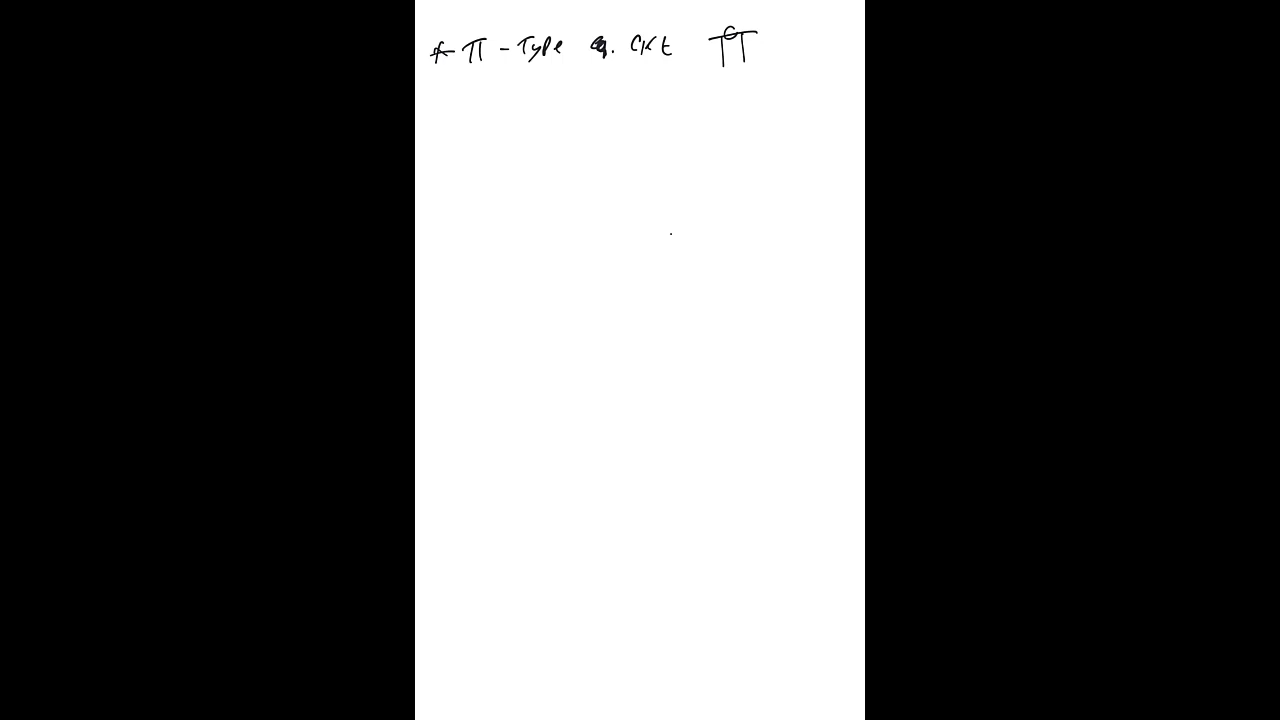 * π - Type eq. ckt π